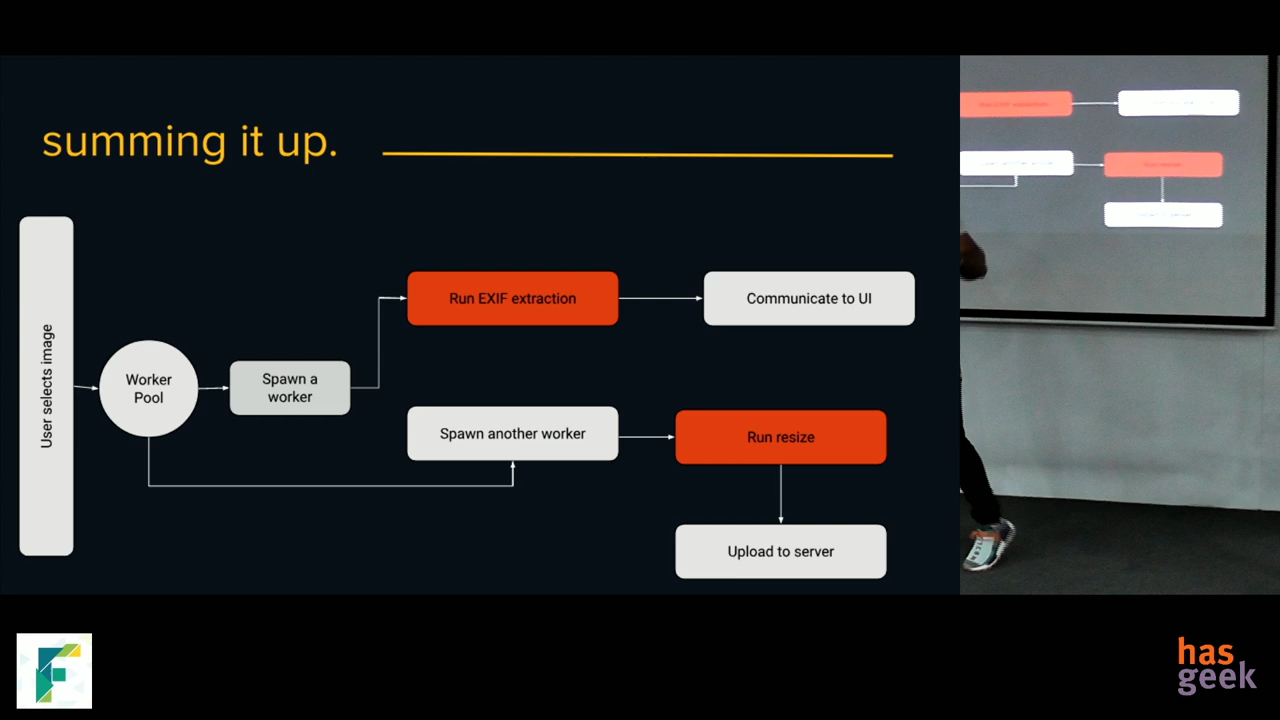 summing it up.
User selects image
Worker
Pool
Spawn a
worker
Run EXIF extraction
Communicate to UI
Spawn another worker
Run resize
Upload to server
F
has
geek